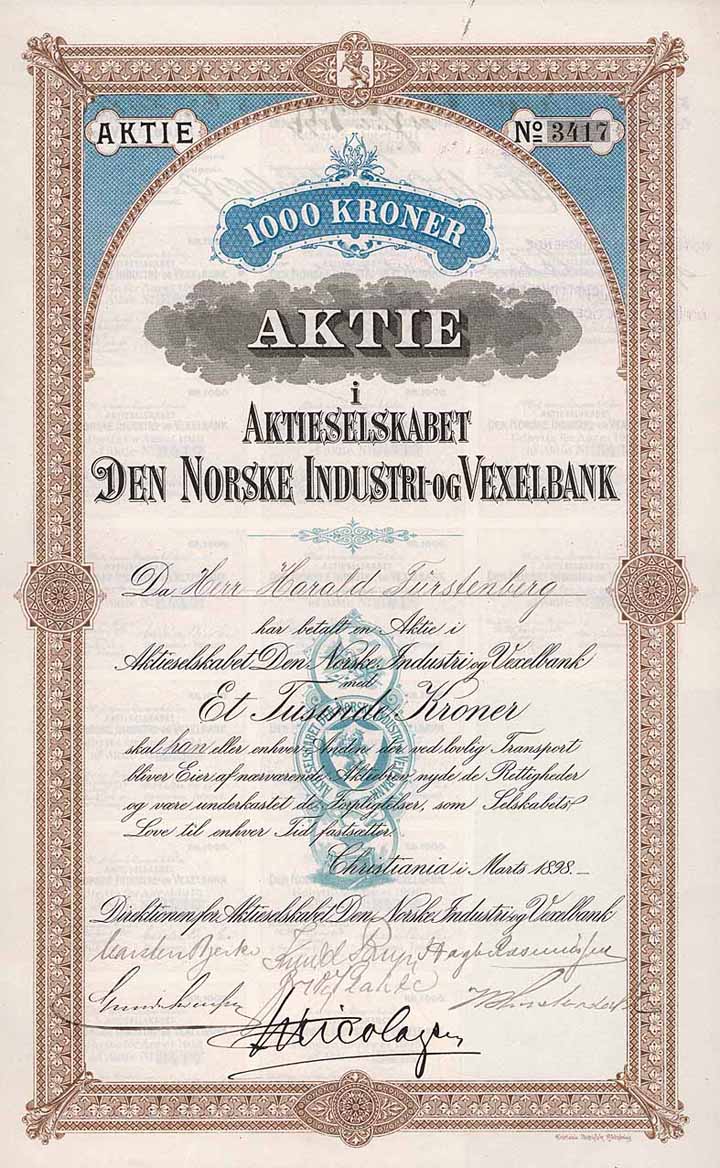 AKTIE
No 3417
1000 KRONER
AKTIE
i
AKTIESELSKABET
DEN NORSKE INDUSTRI-OG VEXELBANK
Da Herr Harald Fürstenberg
har betalt en Aktie i
Aktieselskabet Den Norske Industri og Vexelbank
med
Et Tusinde Kroner
skal han eller enhver Anden der ved lovlig Transport
bliver Eier af nærværende Aktiebrev, nyde de Rettigheder
og være underkastet de Forpligtelser, som Selskabets
Love til enhver Tid fastsætter.
Christiania i Marts 1898.
Direktionen for Aktieselskabet Den Norske Industri og Vexelbank